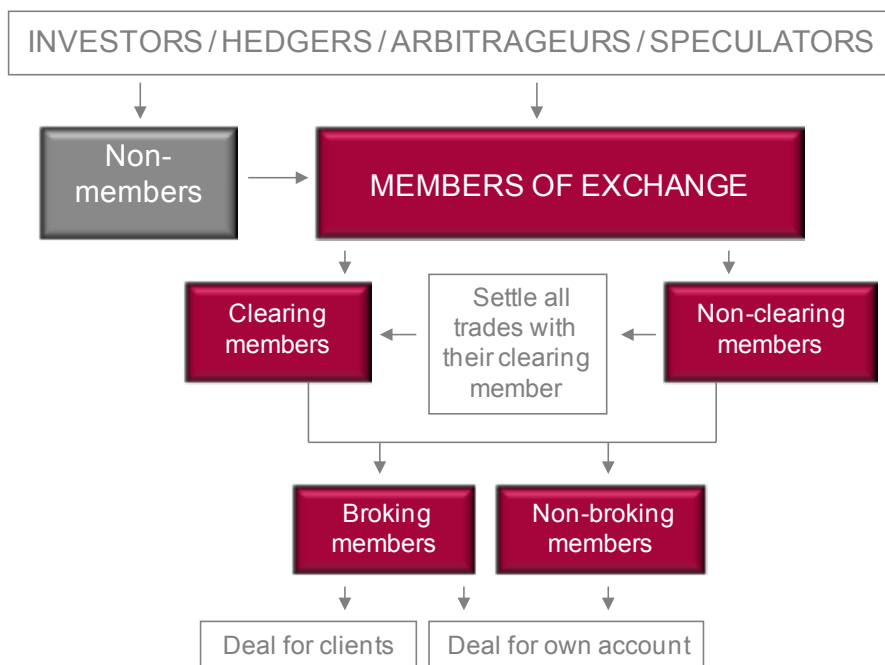 INVESTORS / HEDGERS / ARBITRAGEURS / SPECULATORS
Non-
members
MEMBERS OF EXCHANGE
Clearing
members
Settle all
trades with
their clearing
member
Non-clearing
members
Broking
members
Non-broking
members
Deal for clients
Deal for own account